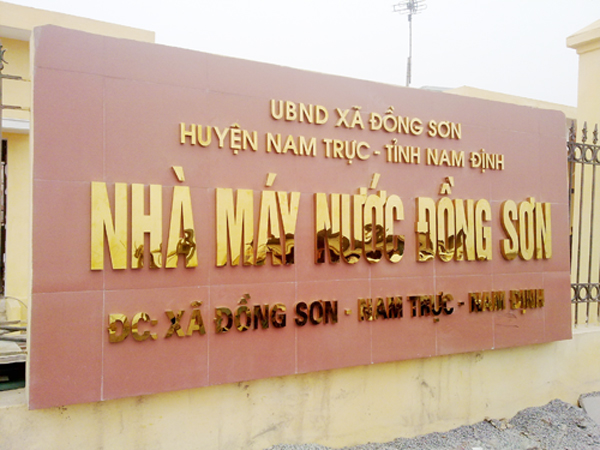 UBND XÃ ĐỒNG SƠN
HUYỆN NAM TRỰC - TỈNH NAM ĐỊNH
NHÀ MÁY NƯỚC ĐỒNG SƠN
ĐC: XÃ ĐỒNG SƠN - NAM TRỰC - NAM ĐỊNH